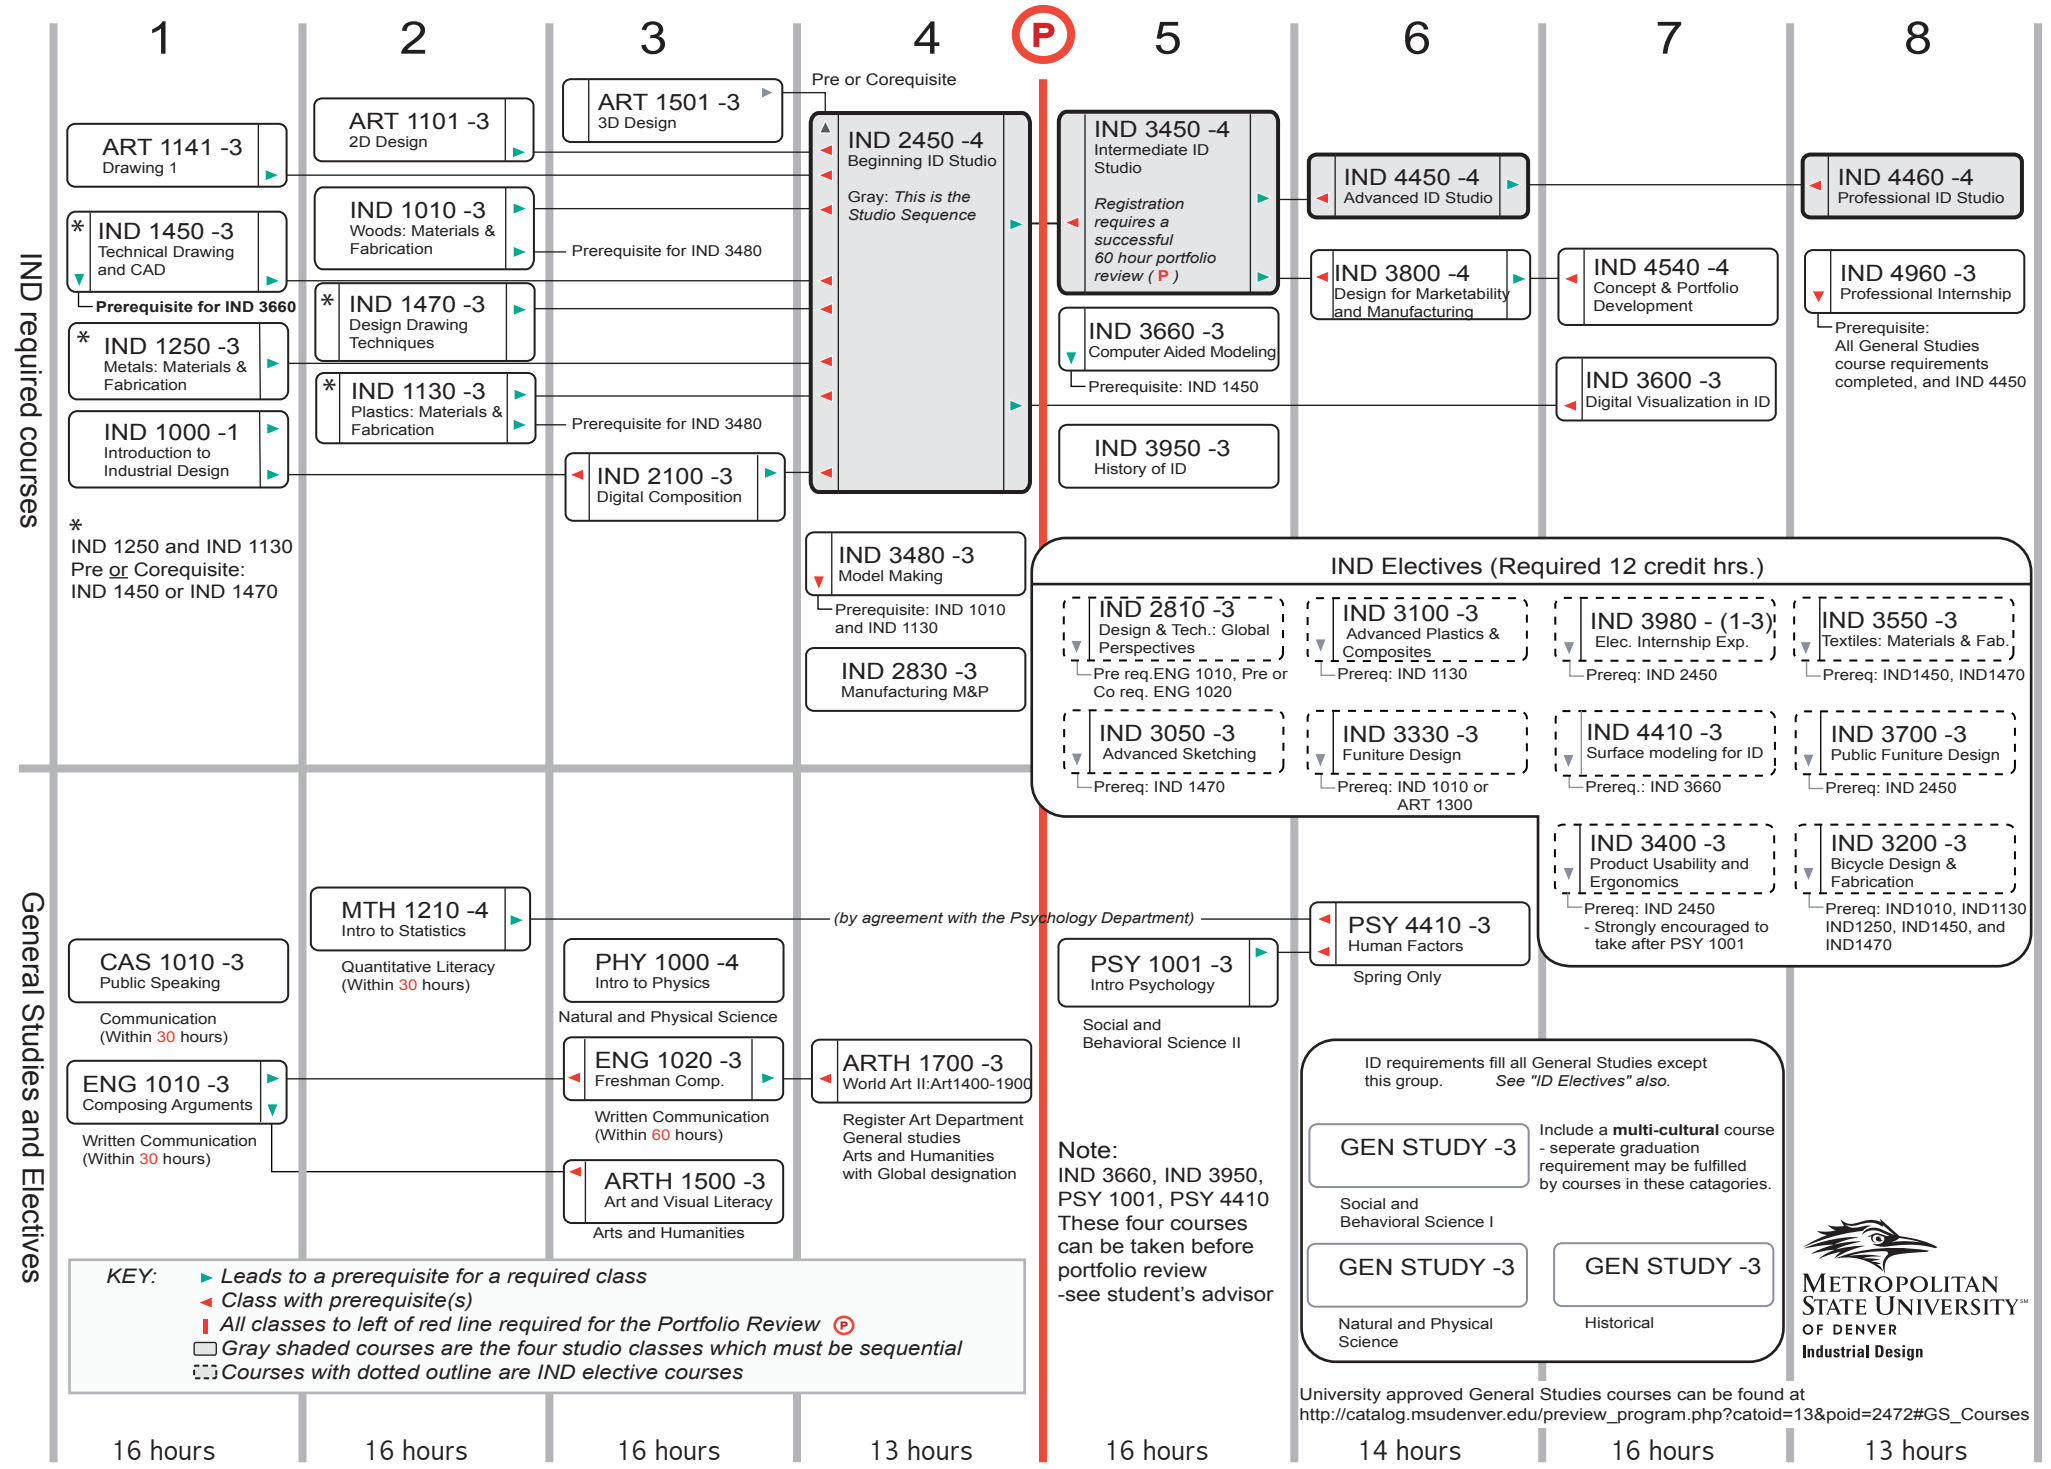 1
2
3
4
P
5
6
7
8
IND required courses
ART 1141 -3
Drawing 1
*
IND 1450 -3
Technical Drawing
and CAD
Prerequisite for IND 3660
*
IND 1250 -3
Metals: Materials &
Fabrication
IND 1000 -1
Introduction to
Industrial Design
*
IND 1250 and IND 1130
Pre or Corequisite:
IND 1450 or IND 1470
ART 1101 -3
2D Design
IND 1010 -3
Woods: Materials &
Fabrication
Prerequisite for IND 3480
*
IND 1470 -3
Design Drawing
Techniques
*
IND 1130 -3
Plastics: Materials &
Fabrication
Prerequisite for IND 3480
ART 1501 -3
3D Design
IND 2100 -3
Digital Composition
Pre or Corequisite
IND 2450 -4
Beginning ID Studio
Gray: This is the
Studio Sequence
IND 3480 -3
Model Making
Prerequisite: IND 1010
and IND 1130
IND 2830 -3
Manufacturing M&P
IND 3450 -4
Intermediate ID
Studio
Registration
requires a
successful
60 hour portfolio
review ( P )
IND 3660 -3
Computer Aided Modeling
Prerequisite: IND 1450
IND 3950 -3
History of ID
IND 4450 -4
Advanced ID Studio
IND 3800 -4
Design for Marketability
and Manufacturing
IND 4540 -4
Concept & Portfolio
Development
IND 3600 -3
Digital Visualization in ID
IND 4460 -4
Professional ID Studio
IND 4960 -3
Professional Internship
Prerequisite:
All General Studies
course requirements
completed, and IND 4450
IND Electives (Required 12 credit hrs.)
IND 2810 -3
Design & Tech.: Global
Perspectives
Pre req.ENG 1010, Pre or
Co req. ENG 1020
IND 3100 -3
Advanced Plastics &
Composites
Prereq: IND 1130
IND 3980 - (1-3)
Elec. Internship Exp.
Prereq: IND 2450
IND 3550 -3
Textiles: Materials & Fab.
Prereq: IND1450, IND1470
IND 3050 -3
Advanced Sketching
Prereq: IND 1470
IND 3330 -3
Funiture Design
Prereq: IND 1010 or
ART 1300
IND 4410 -3
Surface modeling for ID
Prereq.: IND 3660
IND 3700 -3
Public Funiture Design
Prereq: IND 2450
IND 3400 -3
Product Usability and
Ergonomics
Prereq: IND 2450
- Strongly encouraged to
take after PSY 1001
IND 3200 -3
Bicycle Design &
Fabrication
Prereq: IND1010, IND1130
IND1250, IND1450, and
IND1470
General Studies and Electives
CAS 1010 -3
Public Speaking
Communication
(Within 30 hours)
ENG 1010 -3
Composing Arguments
Written Communication
(Within 30 hours)
MTH 1210 -4
Intro to Statistics
Quantitative Literacy
(Within 30 hours)
(by agreement with the Psychology Department)
PHY 1000 -4
Intro to Physics
Natural and Physical Science
ENG 1020 -3
Freshman Comp.
Written Communication
(Within 60 hours)
ARTH 1500 -3
Art and Visual Literacy
Arts and Humanities
ARTH 1700 -3
World Art II:Art1400-1900
Register Art Department
General studies
Arts and Humanities
with Global designation
PSY 1001 -3
Intro Psychology
Social and
Behavioral Science II
PSY 4410 -3
Human Factors
Spring Only
Note:
IND 3660, IND 3950,
PSY 1001, PSY 4410
These four courses
can be taken before
portfolio review
-see student's advisor
ID requirements fill all General Studies except
this group. See "ID Electives" also.
GEN STUDY -3
Social and
Behavioral Science I
Include a multi-cultural course
- seperate graduation
requirement may be fulfilled
by courses in these catagories.
GEN STUDY -3
Natural and Physical
Science
GEN STUDY -3
Historical
METROPOLITAN
STATE UNIVERSITY SM
OF DENVER
Industrial Design
KEY:
Leads to a prerequisite for a required class
Class with prerequisite(s)
All classes to left of red line required for the Portfolio Review P
Gray shaded courses are the four studio classes which must be sequential
Courses with dotted outline are IND elective courses
University approved General Studies courses can be found at
http://catalog.msudenver.edu/preview_program.php?catoid=13&poid=2472#GS_Courses
16 hours
16 hours
16 hours
13 hours
16 hours
14 hours
16 hours
13 hours